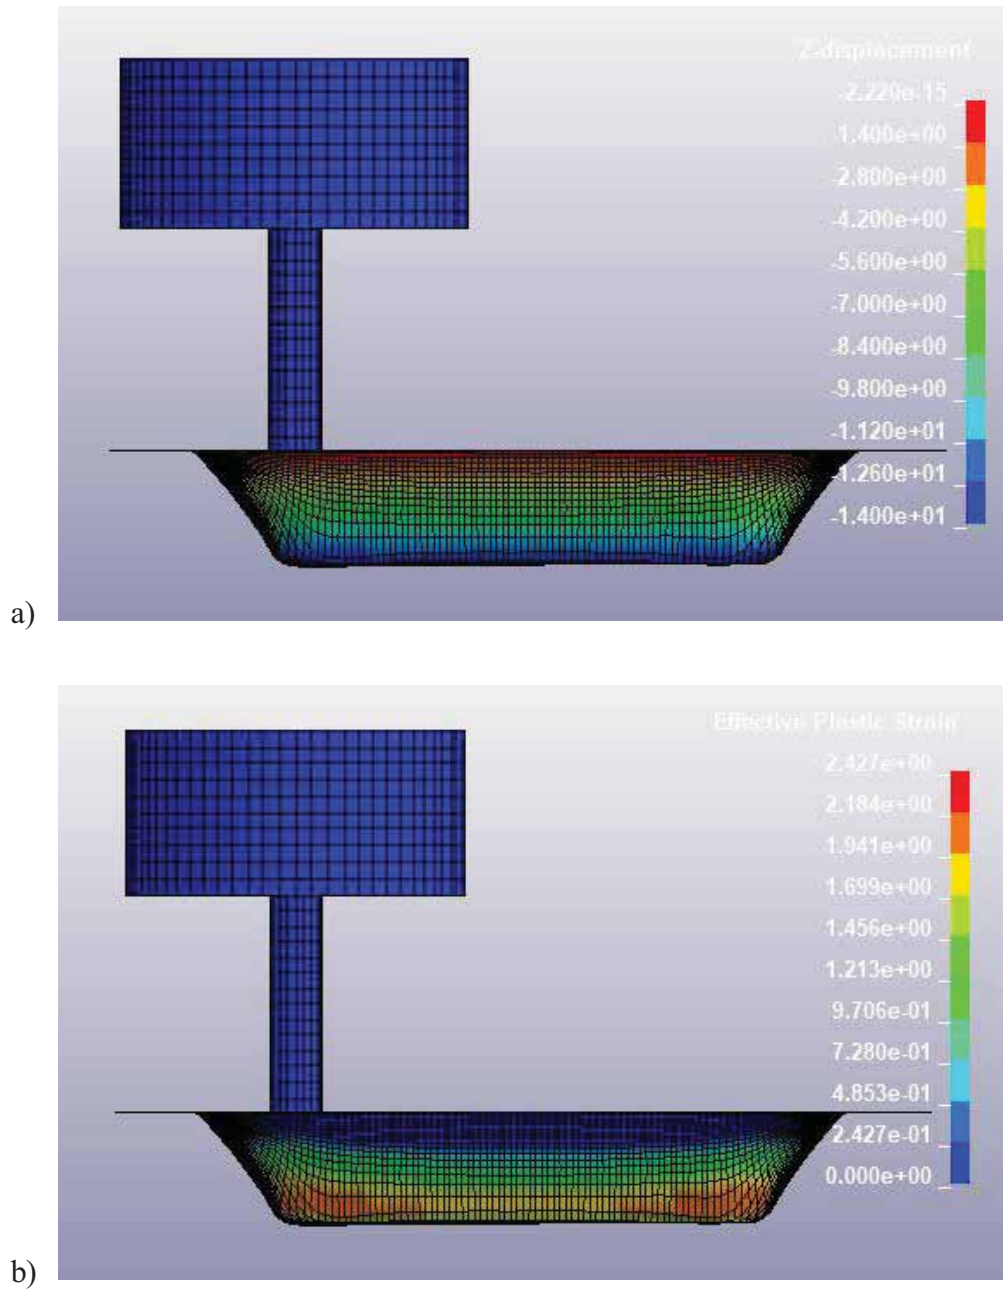 Z-displacement
-2.220e-15
-1.400e+00
-2.800e+00
-4.200e+00
-5.600e+00
-7.000e+00
-8.400e+00
-9.800e+00
-1.120e+01
-1.260e+01
-1.400e+01
a)
Effective Plastic Strain
2.427e+00
2.184e+00
1.941e+00
1.699e+00
1.456e+00
1.213e+00
9.706e-01
7.280e-01
4.853e-01
2.427e-01
0.000e+00
b)